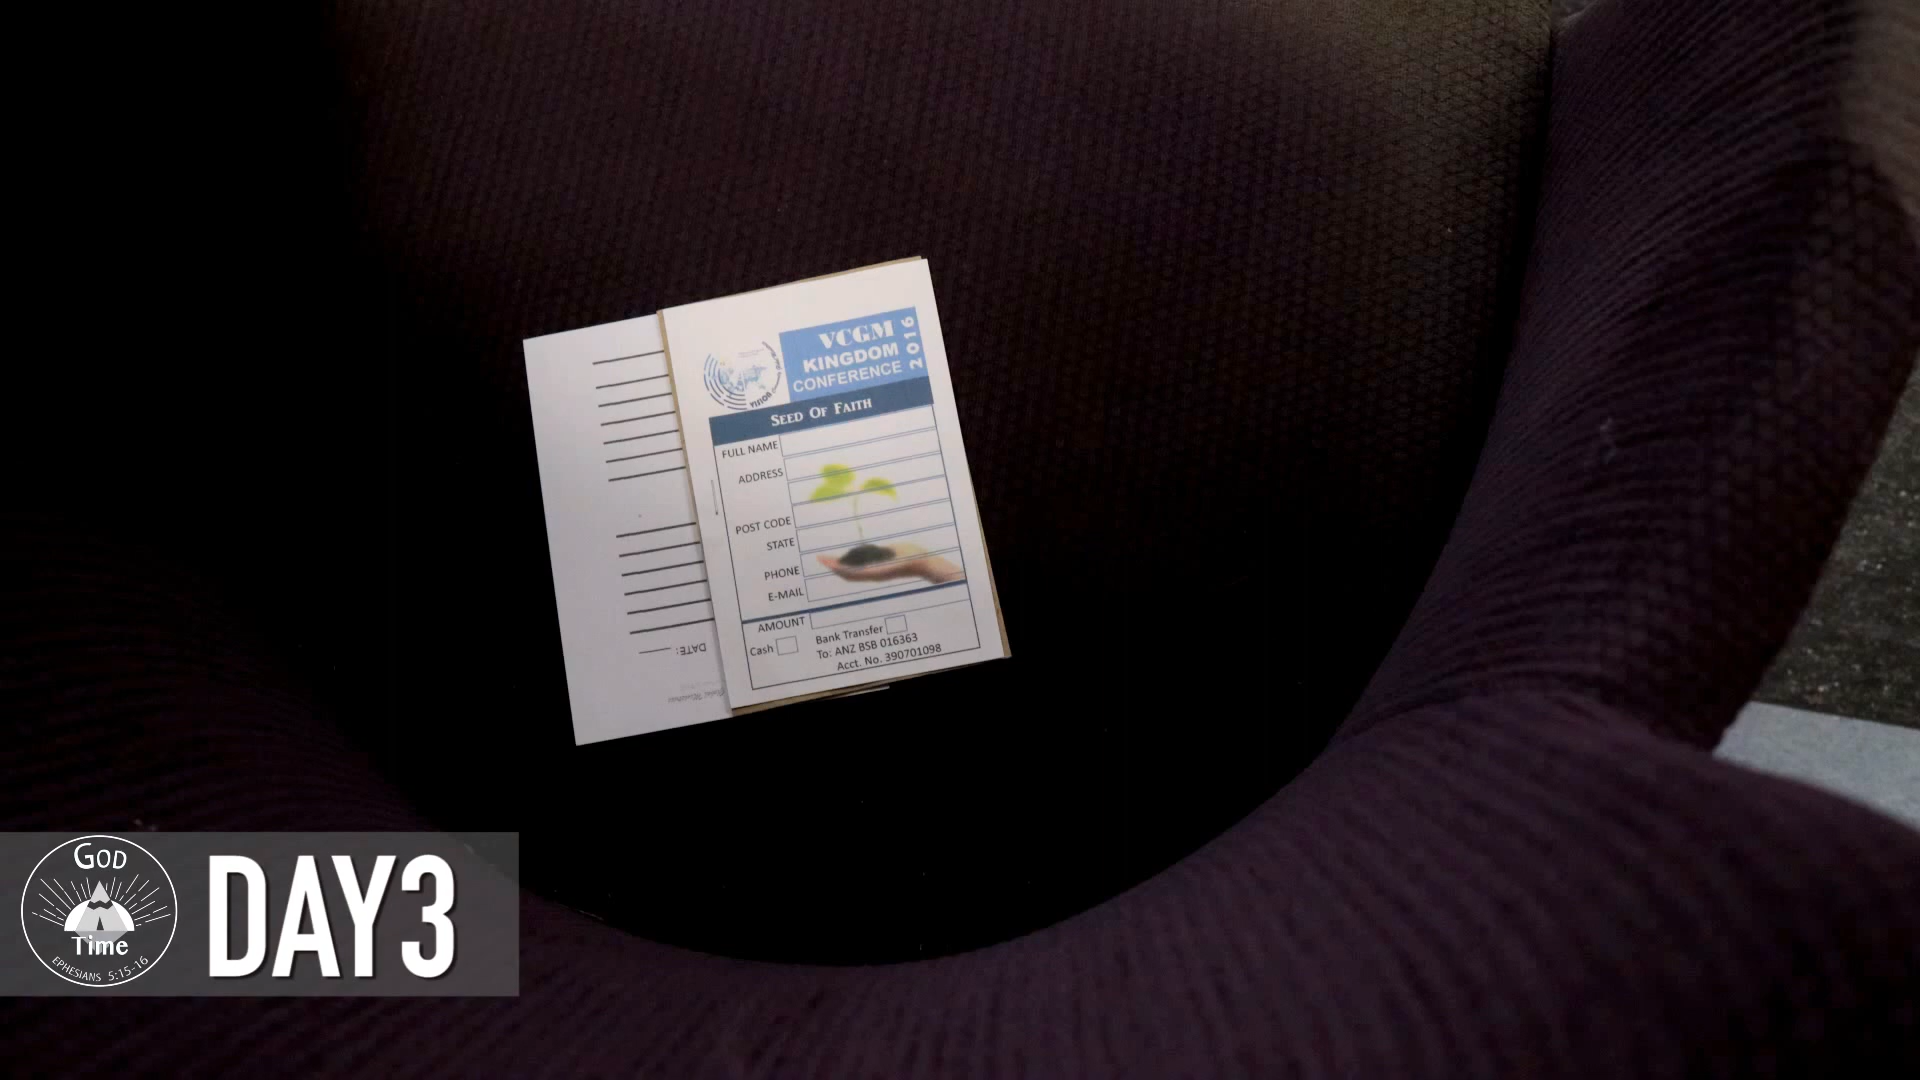 VCGM
KINGDOM
CONFERENCE
2016
SEED OF FAITH
FULL NAME
ADDRESS
POST CODE
STATE
PHONE
E-MAIL
AMOUNT
Cash
Bank Transfer
To: ANZ BSB 016363
Acct. No. 390701098
DATE:
GOD
Time
EPHESIANS 5:15-16
DAY3